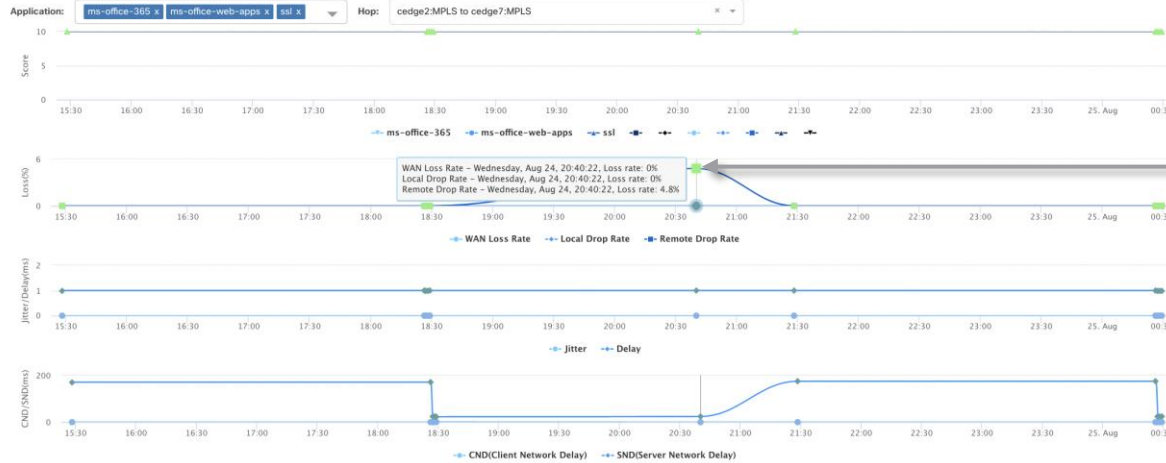 Application: ms-office-365 x ms-office-web-apps x ssl x Hop: cedge2:MPLS to cedge7:MPLS × 
10
Score
5
0
15:30 16:00 17:00 17:30 18:00 18:30 19:00 19:30 20:00 20:30 21:00 21:30 22:00 22:30 23:00 23:30 25. Aug 00:3
ms-office-365 ms-office-web-apps ssl
6
Loss(%)
0
WAN Loss Rate - Wednesday, Aug 24, 20:40:22, Loss rate: 0%
Local Drop Rate - Wednesday, Aug 24, 20:40:22, Loss rate: 0%
Remote Drop Rate - Wednesday, Aug 24, 20:40:22, Loss rate: 4.8%
15:30 16:00 17:00 17:30 18:00 18:30 19:00 19:30 20:00 20:30 21:00 21:30 22:00 22:30 23:00 23:30 25. Aug 00:3
WAN Loss Rate Local Drop Rate Remote Drop Rate
2
Jitter/Delay(ms)
1
0
15:30 16:00 17:00 17:30 18:00 18:30 19:00 19:30 20:00 20:30 21:00 21:30 22:00 22:30 23:00 23:30 25. Aug 00:3
Jitter Delay
200
CND/SND(ms)
0
15:30 16:00 17:00 17:30 18:00 18:30 19:00 19:30 20:00 20:30 21:00 21:30 22:00 22:30 23:00 23:30 25. Aug 00:3
CND(Client Network Delay) SND(Server Network Delay)